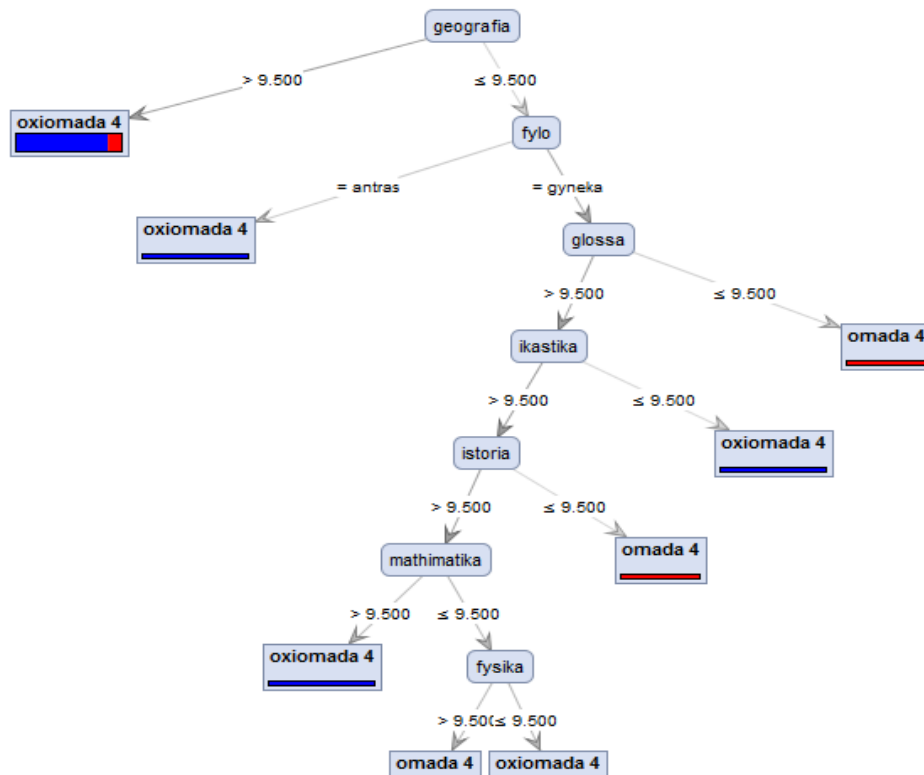 geografia
> 9.500
≤ 9.500
oxiomada 4
fylo
= antras
= gyneka
oxiomada 4
glossa
> 9.500
≤ 9.500
omada 4
ikastika
> 9.500
≤ 9.500
oxiomada 4
istoria
> 9.500
≤ 9.500
omada 4
mathimatika
> 9.500
≤ 9.500
oxiomada 4
fysika
> 9.500
≤ 9.500
omada 4
oxiomada 4